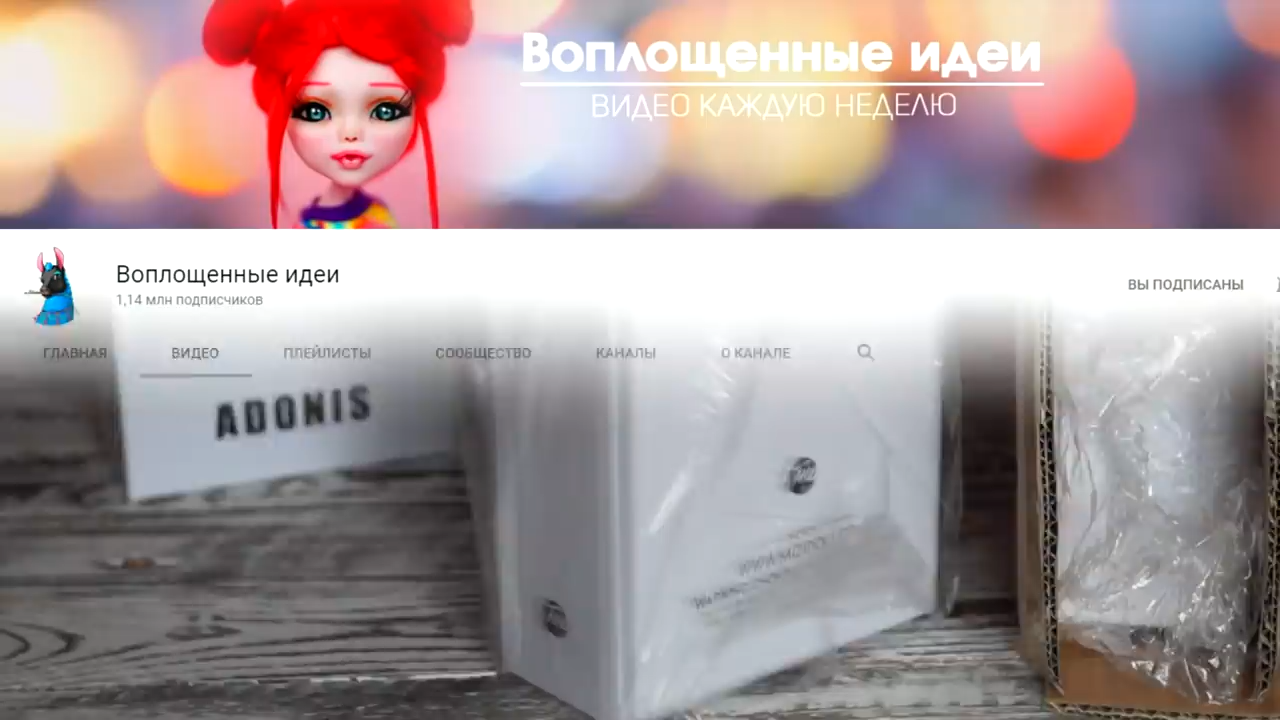 Воплощенные идеи
ВИДЕО КАЖДУЮ НЕДЕЛЮ
Воплощенные идеи
1,14 млн подписчиков
ВЫ ПОДПИСАНЫ
ГЛАВНАЯ ВИДЕО ПЛЕЙЛИСТЫ СООБЩЕСТВО КАНАЛЫ О КАНАЛЕ
ADONIS